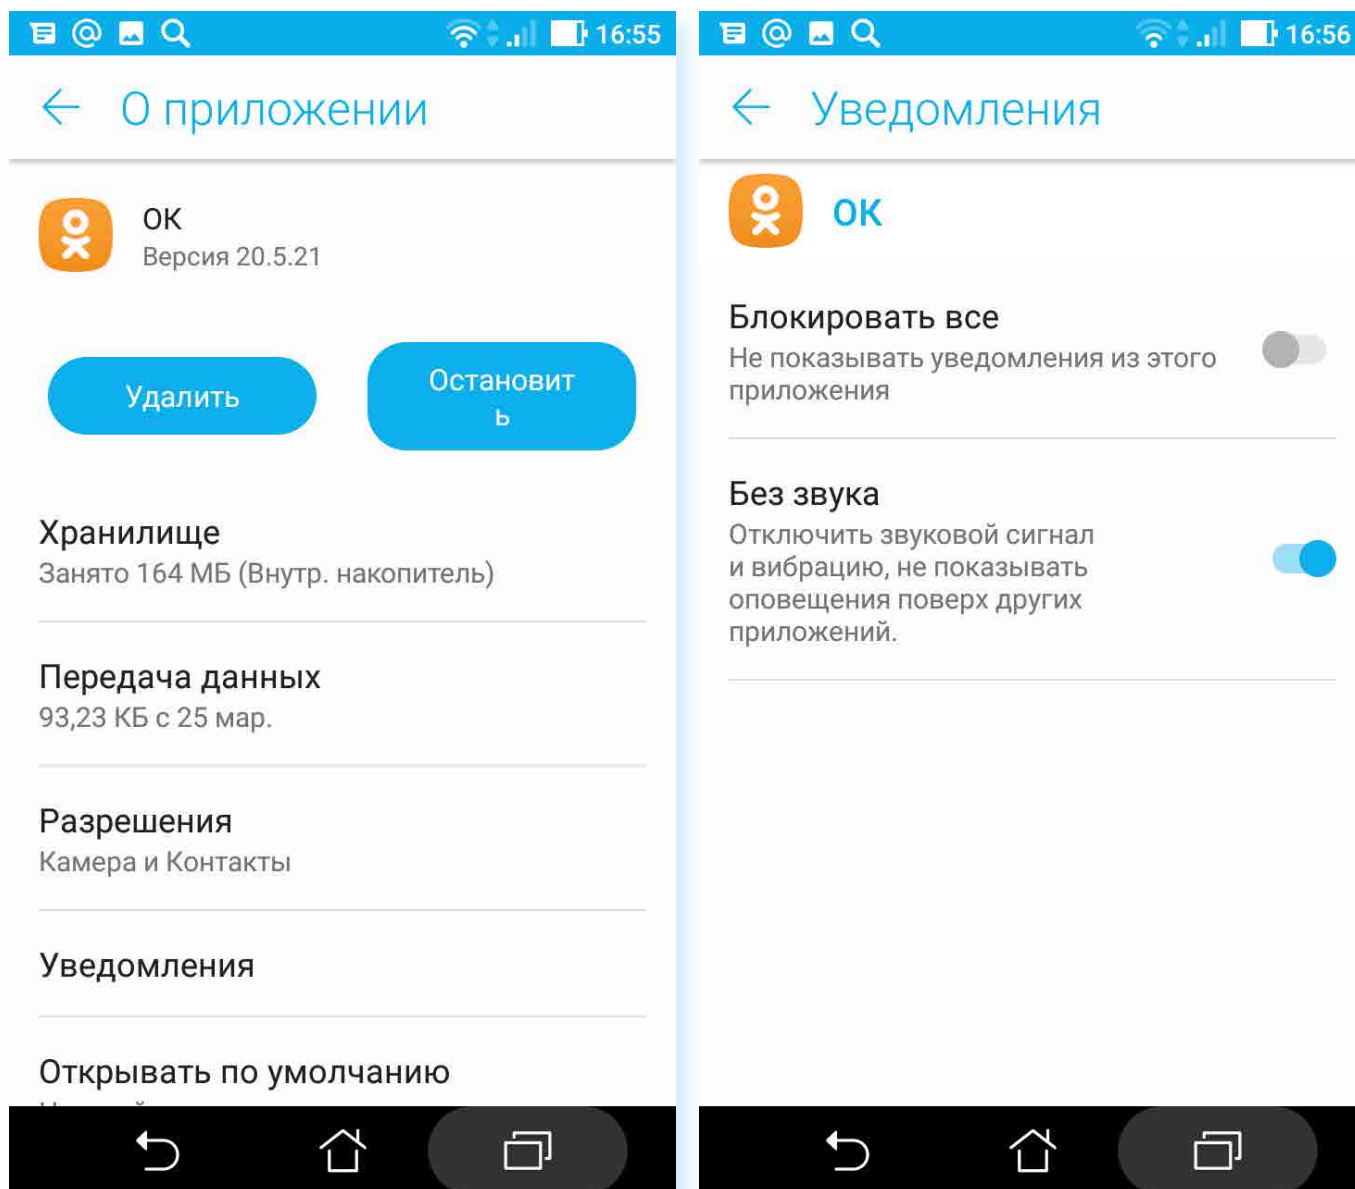 16:55
О приложении
ОК
Версия 20.5.21
Удалить
Остановит
ь
Хранилище
Занято 164 МБ (Внутр. накопитель)
Передача данных
93,23 КБ с 25 мар.
Разрешения
Камера и Контакты
Уведомления
Открывать по умолчанию
16:56
Уведомления
ОК
Блокировать все
Не показывать уведомления из этого
приложения
Без звука
Отключить звуковой сигнал
и вибрацию, не показывать
оповещения поверх других
приложений.